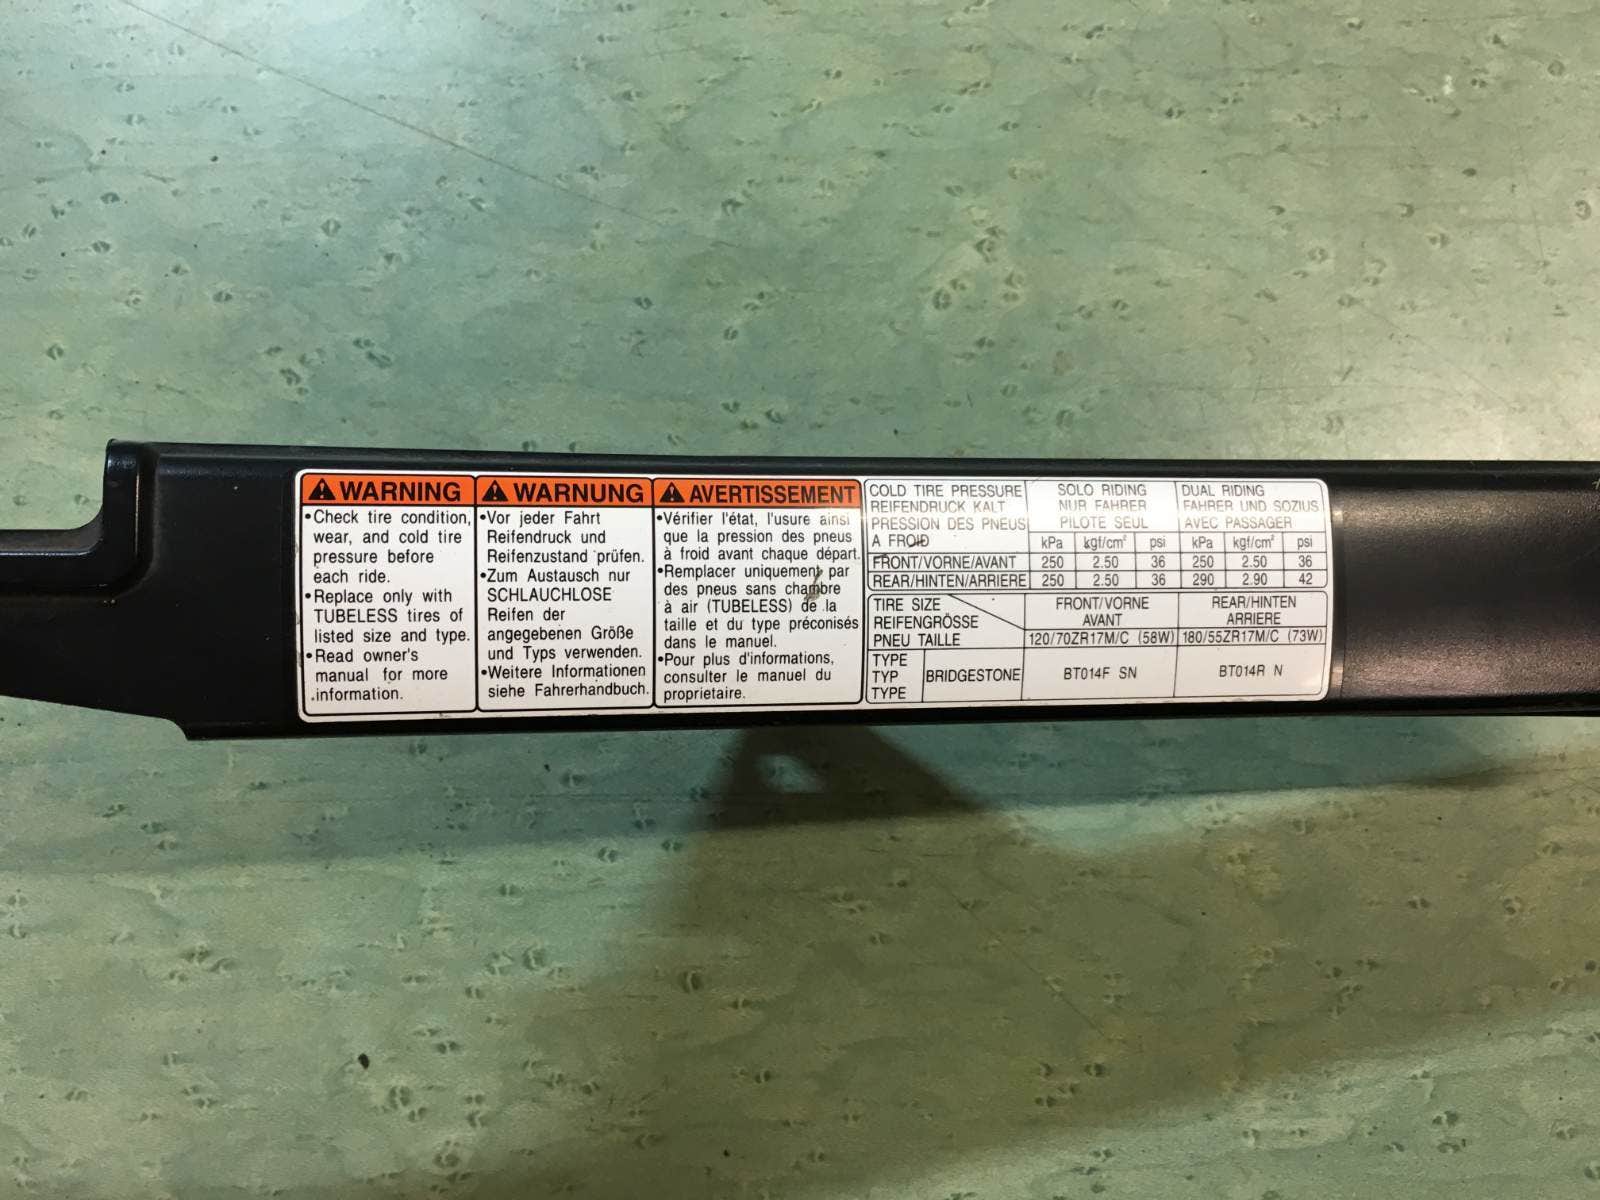 WARNING
•Check tire condition,
wear, and cold tire
pressure before
each ride.
•Replace only with
TUBELESS tires of
listed size and type.
•Read owner's
manual for more
information.
WARNUNG
•Vor jeder Fahrt
Reifendruck und
Reifenzustand prüfen.
•Zum Austausch nur
SCHLAUCHLOSE
Reifen der
angegebenen Größe
und Typs verwenden.
•Weitere Informationen
siehe Fahrerhandbuch.
AVERTISSEMENT
•Vérifier l'état, l'usure ainsi
que la pression des pneus
à froid avant chaque départ.
•Remplacer uniquement par
des pneus sans chambre
à air (TUBELESS) de la
taille et du type préconisés
dans le manuel.
•Pour plus d'informations,
consulter le manuel du
proprietaire.
COLD TIRE PRESSURE
REIFENDRUCK KALT
PRESSION DES PNEUS
A FROID
SOLO RIDING
NUR FAHRER
PILOTE SEUL
DUAL RIDING
FAHRER UND SOZIUS
AVEC PASSAGER
kPa kgf/cm² psi kPa kgf/cm² psi
FRONT/VORNE/AVANT 250 2.50 36 250 2.50 36
REAR/HINTEN/ARRIERE 250 2.50 36 290 2.90 42
TIRE SIZE
REIFENGRÖSSE
PNEU TAILLE
FRONT/VORNE
AVANT
REAR/HINTEN
ARRIERE
120/70ZR17M/C (58W) 180/55ZR17M/C (73W)
TYPE
TYP
TYPE
BRIDGESTONE BT014F SN BT014R N